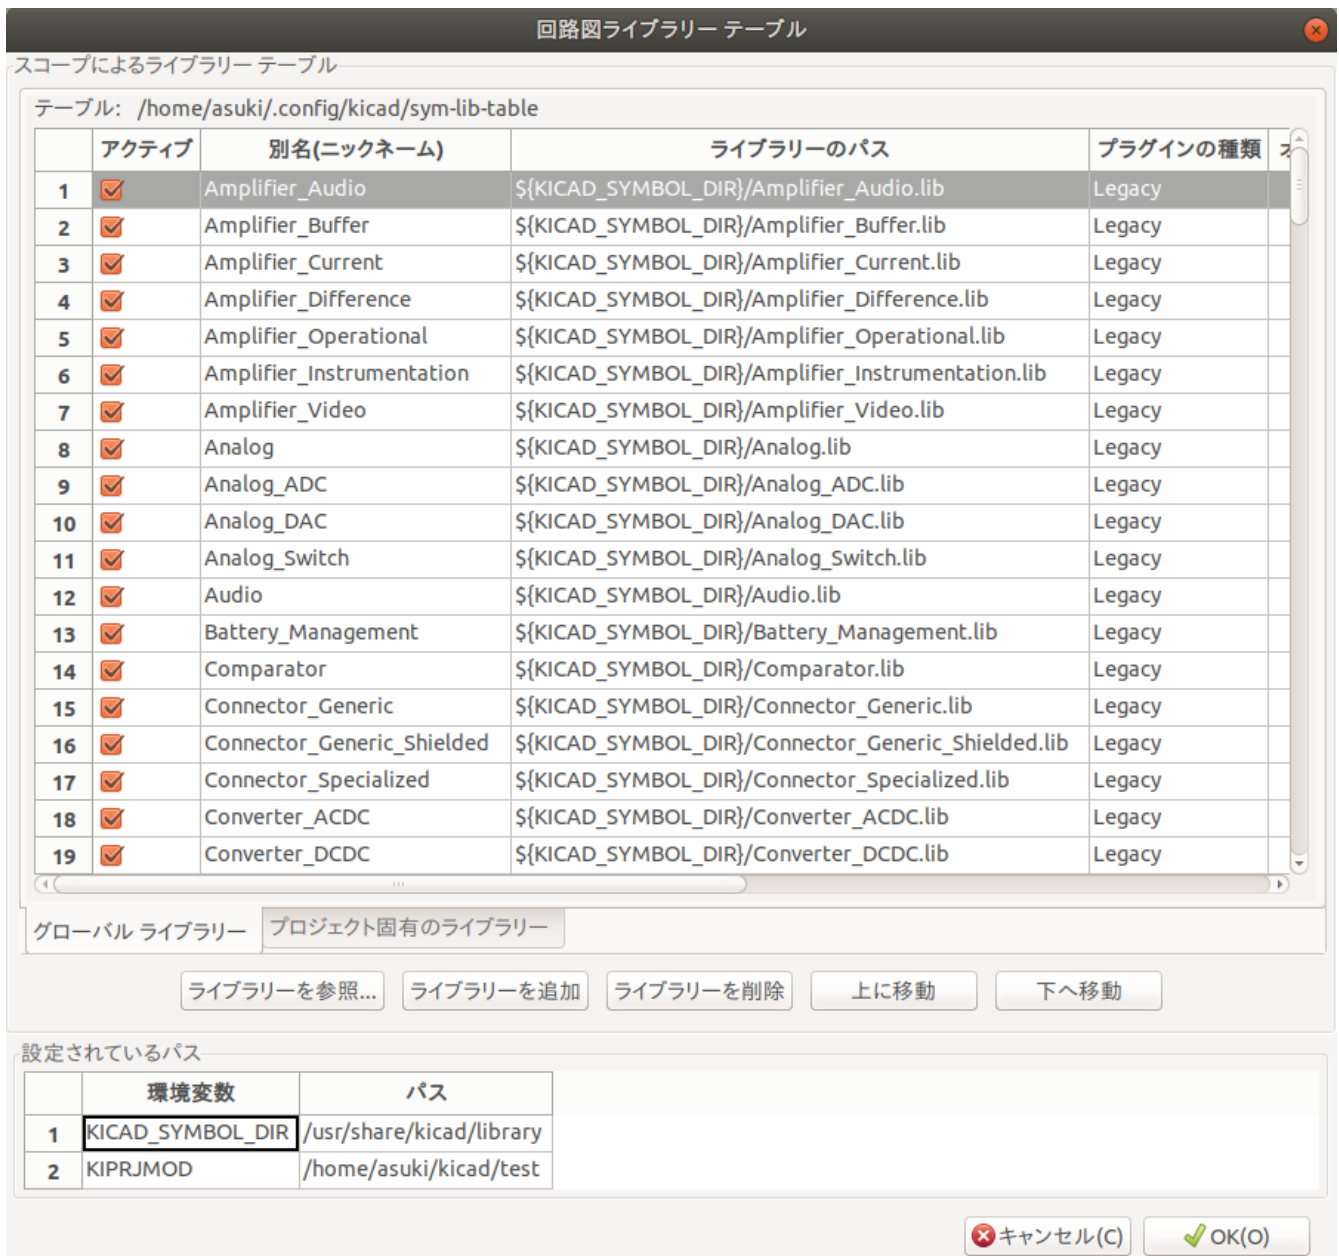 回路図ライブラリー テーブル
スコープによるライブラリー テーブル
テーブル: /home/asuki/.config/kicad/sym-lib-table
アクティブ 別名(ニックネーム) ライブラリーのパス プラグインの種類
1 Amplifier_Audio ${KICAD_SYMBOL_DIR}/Amplifier_Audio.lib Legacy
2 Amplifier_Buffer ${KICAD_SYMBOL_DIR}/Amplifier_Buffer.lib Legacy
3 Amplifier_Current ${KICAD_SYMBOL_DIR}/Amplifier_Current.lib Legacy
4 Amplifier_Difference ${KICAD_SYMBOL_DIR}/Amplifier_Difference.lib Legacy
5 Amplifier_Operational ${KICAD_SYMBOL_DIR}/Amplifier_Operational.lib Legacy
6 Amplifier_Instrumentation ${KICAD_SYMBOL_DIR}/Amplifier_Instrumentation.lib Legacy
7 Amplifier_Video ${KICAD_SYMBOL_DIR}/Amplifier_Video.lib Legacy
8 Analog ${KICAD_SYMBOL_DIR}/Analog.lib Legacy
9 Analog_ADC ${KICAD_SYMBOL_DIR}/Analog_ADC.lib Legacy
10 Analog_DAC ${KICAD_SYMBOL_DIR}/Analog_DAC.lib Legacy
11 Analog_Switch ${KICAD_SYMBOL_DIR}/Analog_Switch.lib Legacy
12 Audio ${KICAD_SYMBOL_DIR}/Audio.lib Legacy
13 Battery_Management ${KICAD_SYMBOL_DIR}/Battery_Management.lib Legacy
14 Comparator ${KICAD_SYMBOL_DIR}/Comparator.lib Legacy
15 Connector_Generic ${KICAD_SYMBOL_DIR}/Connector_Generic.lib Legacy
16 Connector_Generic_Shielded ${KICAD_SYMBOL_DIR}/Connector_Generic_Shielded.lib Legacy
17 Connector_Specialized ${KICAD_SYMBOL_DIR}/Connector_Specialized.lib Legacy
18 Converter_ACDC ${KICAD_SYMBOL_DIR}/Converter_ACDC.lib Legacy
19 Converter_DCDC ${KICAD_SYMBOL_DIR}/Converter_DCDC.lib Legacy
グローバル ライブラリー プロジェクト固有のライブラリー
ライブラリーを参照... ライブラリーを追加 ライブラリーを削除 上に移動 下へ移動
設定されているパス
環境変数 パス
1 KICAD_SYMBOL_DIR /usr/share/kicad/library
2 KIPRJMOD /home/asuki/kicad/test
キャンセル(C) OK(O)